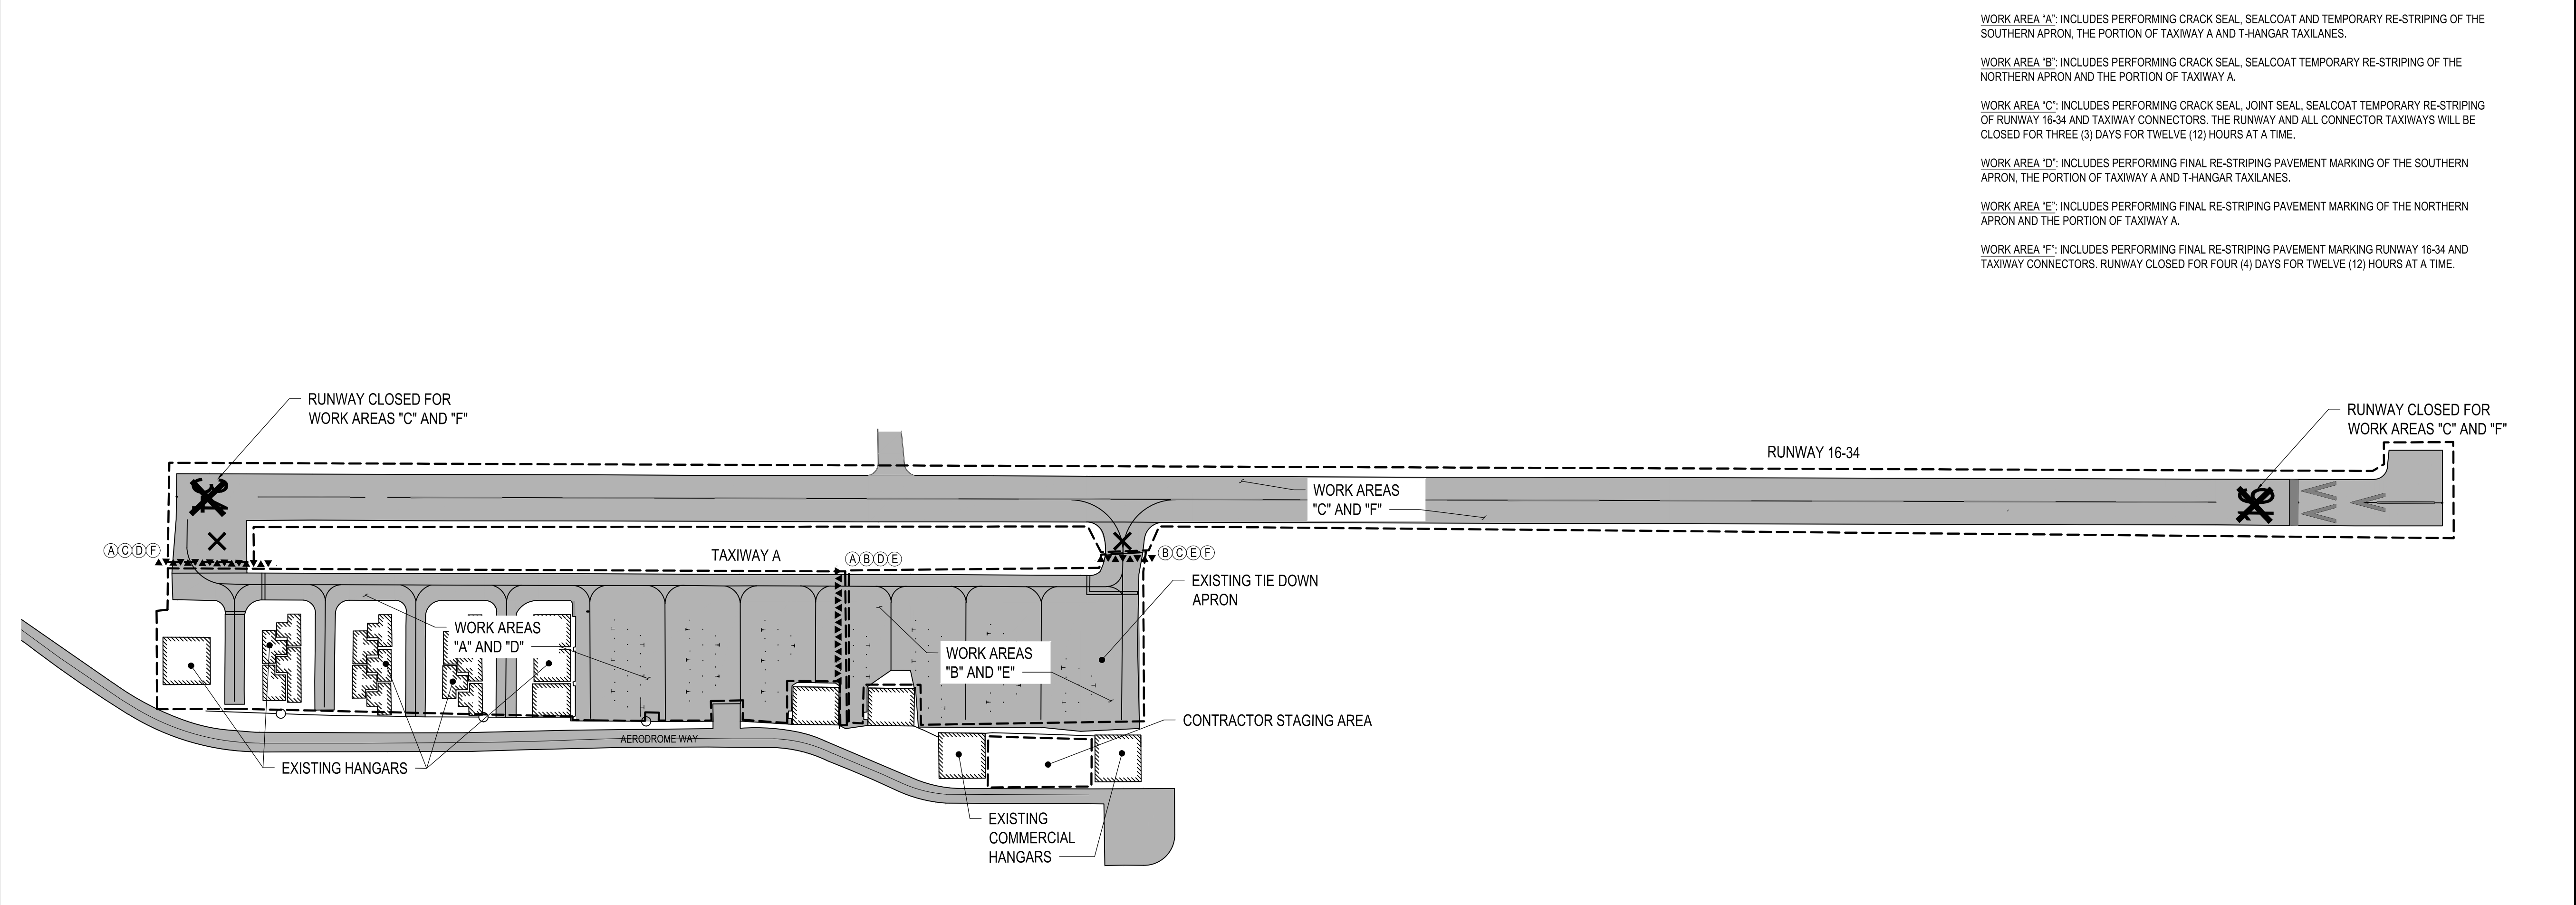 WORK AREA "A": INCLUDES PERFORMING CRACK SEAL, SEALCOAT AND TEMPORARY RE-STRIPING OF THE
SOUTHERN APRON, THE PORTION OF TAXIWAY A AND T-HANGAR TAXILANES.
WORK AREA "B": INCLUDES PERFORMING CRACK SEAL, SEALCOAT TEMPORARY RE-STRIPING OF THE
NORTHERN APRON AND THE PORTION OF TAXIWAY A.
WORK AREA "C": INCLUDES PERFORMING CRACK SEAL, JOINT SEAL, SEALCOAT TEMPORARY RE-STRIPING
OF RUNWAY 16-34 AND TAXIWAY CONNECTORS. THE RUNWAY AND ALL CONNECTOR TAXIWAYS WILL BE
CLOSED FOR THREE (3) DAYS FOR TWELVE (12) HOURS AT A TIME.
WORK AREA "D": INCLUDES PERFORMING FINAL RE-STRIPING PAVEMENT MARKING OF THE SOUTHERN
APRON, THE PORTION OF TAXIWAY A AND T-HANGAR TAXILANES.
WORK AREA "E": INCLUDES PERFORMING FINAL RE-STRIPING PAVEMENT MARKING OF THE NORTHERN
APRON AND THE PORTION OF TAXIWAY A.
WORK AREA "F": INCLUDES PERFORMING FINAL RE-STRIPING PAVEMENT MARKING RUNWAY 16-34 AND
TAXIWAY CONNECTORS. RUNWAY CLOSED FOR FOUR (4) DAYS FOR TWELVE (12) HOURS AT A TIME.
RUNWAY CLOSED FOR
WORK AREAS "C" AND "F"
RUNWAY CLOSED FOR
WORK AREAS "C" AND "F"
RUNWAY 16-34
WORK AREAS
"C" AND "F"
A C D F
TAXIWAY A
A B D E
B C E F
EXISTING TIE DOWN
APRON
WORK AREAS
"A" AND "D"
WORK AREAS
"B" AND "E"
CONTRACTOR STAGING AREA
AERODROME WAY
EXISTING HANGARS
EXISTING
COMMERCIAL
HANGARS